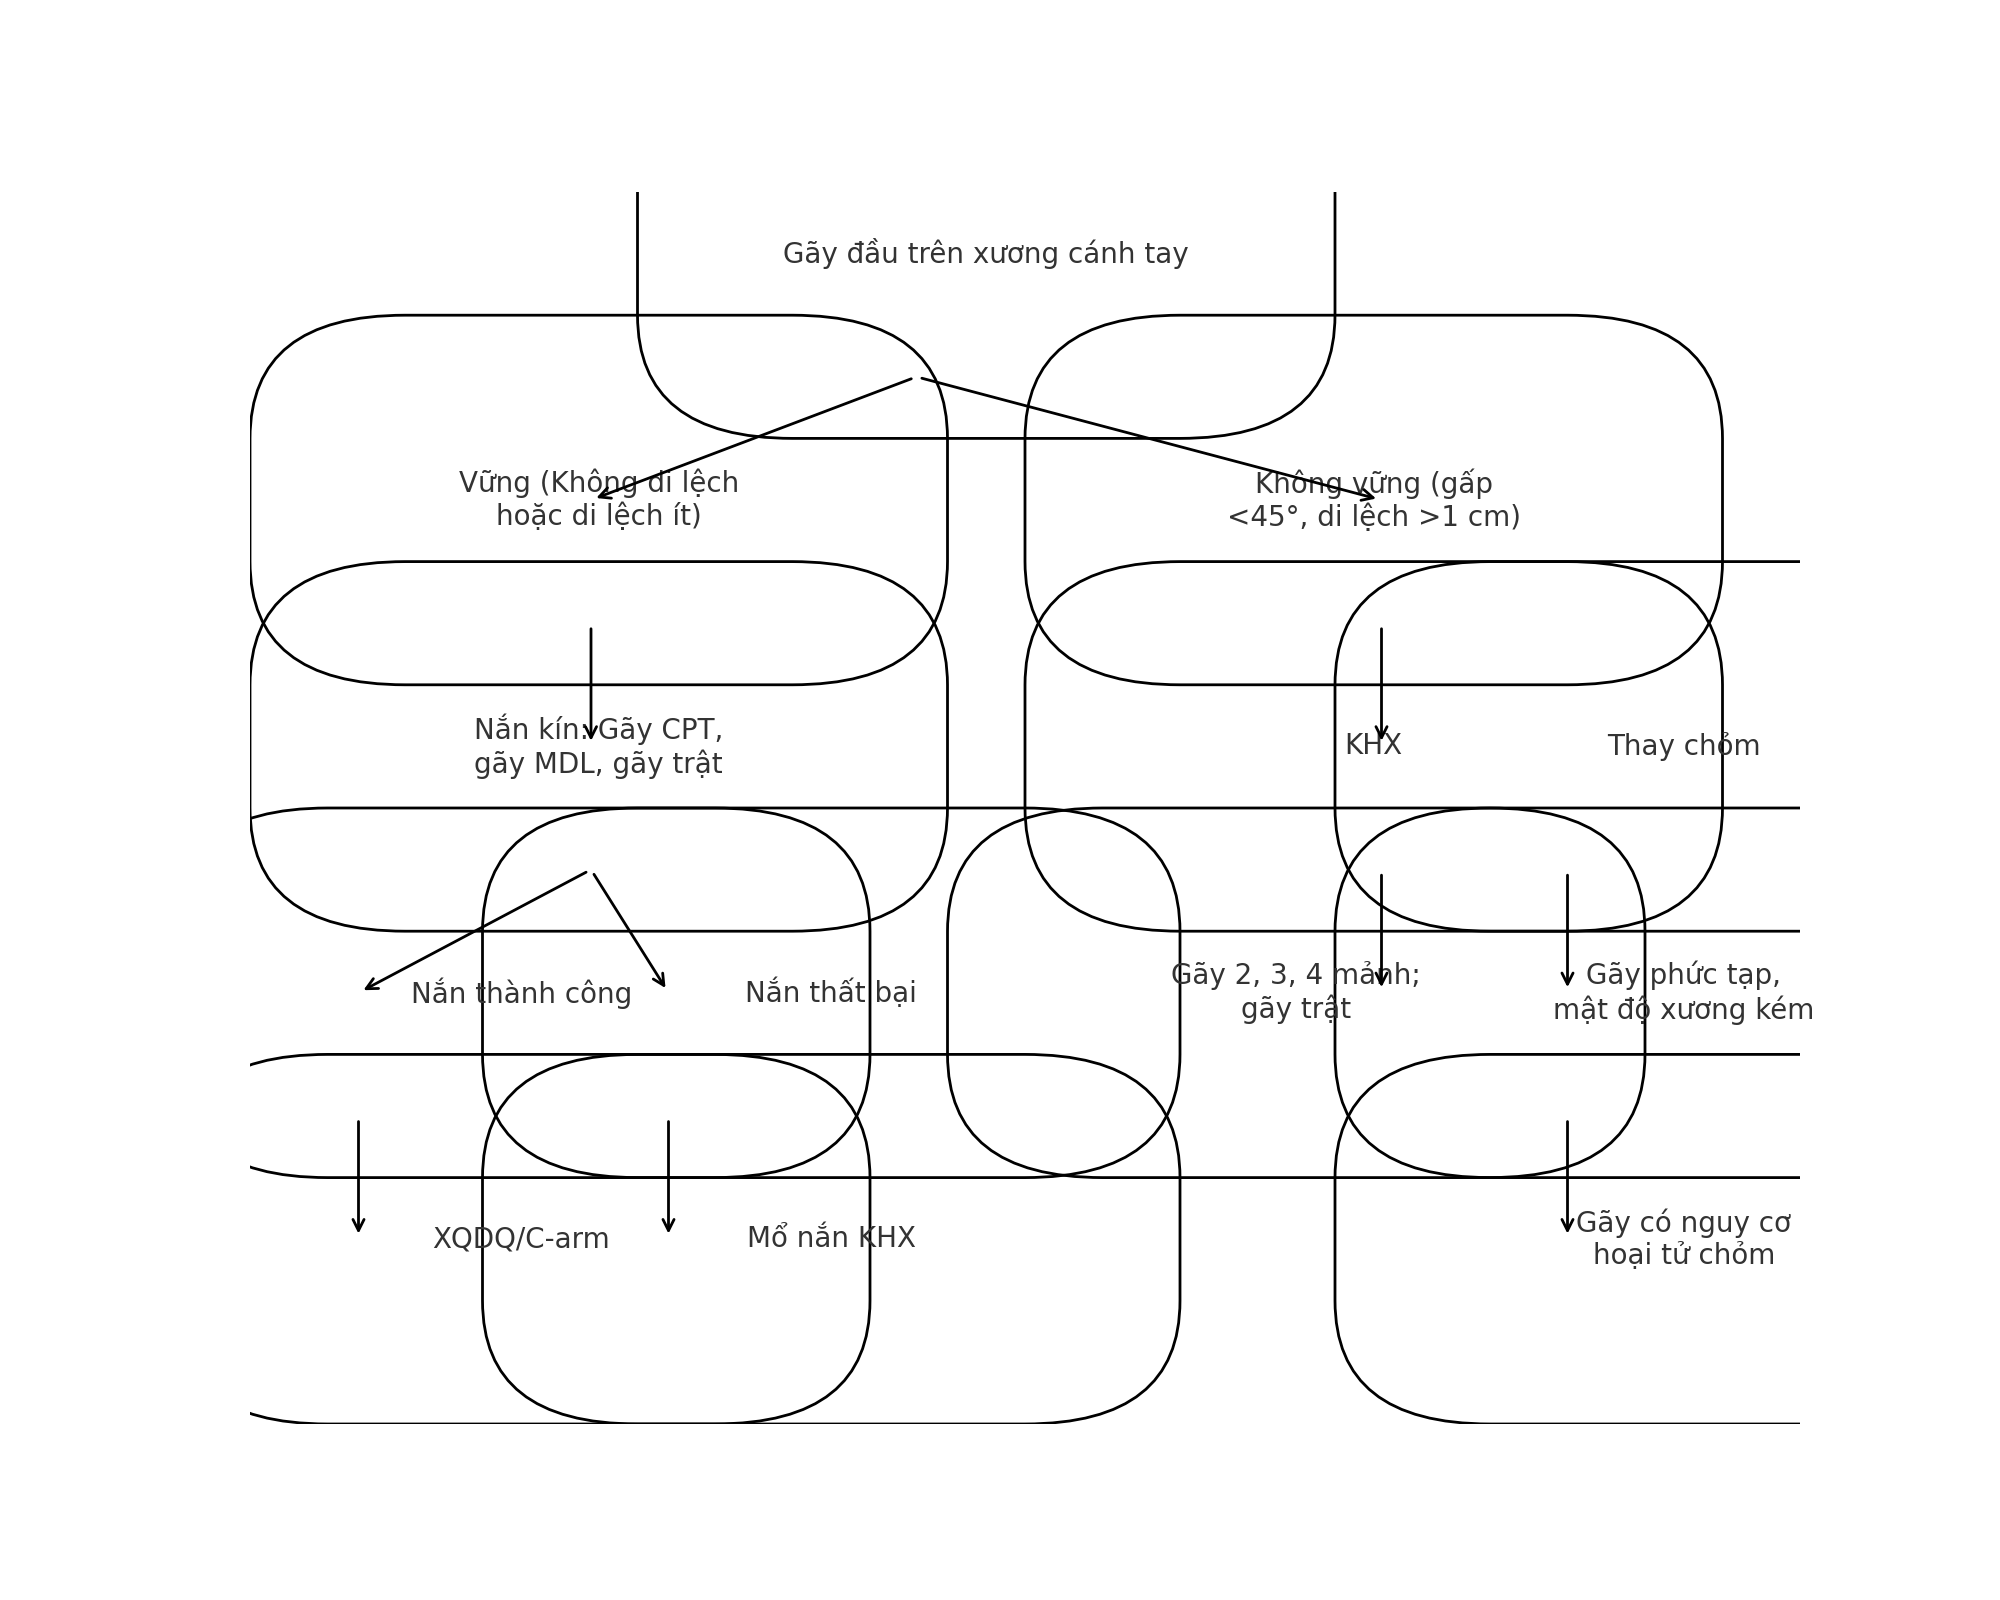 Gãy đầu trên xương cánh tay
Vững (Không di lệch
hoặc di lệch ít)
Không vững (gấp
<45°, di lệch >1 cm)
Nắn kín: Gãy CPT,
gãy MDL, gãy trật
KHX
Thay chỏm
Nắn thành công
Nắn thất bại
Gãy 2, 3, 4 mảnh;
gãy trật
Gãy phức tạp,
mật độ xương kém
XQDQ/C-arm
Mổ nắn KHX
Gãy có nguy cơ
hoại tử chỏm